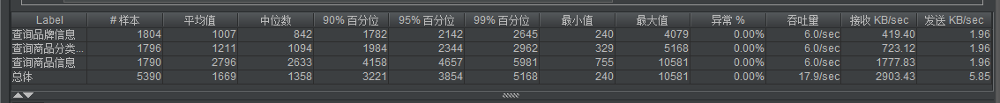 Label # 样本 平均值 中位数 90% 百分位 95% 百分位 99% 百分位 最小值 最大值 异常 % 吞吐量 接收 KB/sec 发送 KB/sec
查询品牌信息 1804 1007 842 1782 2142 2645 240 4079 0.00% 6.0/sec 419.40 1.96
查询商品分类... 1796 1211 1094 1984 2344 2962 329 5168 0.00% 6.0/sec 723.12 1.96
查询商品信息 1790 2796 2633 4158 4657 5981 755 10581 0.00% 6.0/sec 1777.83 1.96
总体 5390 1669 1358 3221 3854 5168 240 10581 0.00% 17.9/sec 2903.43 5.85